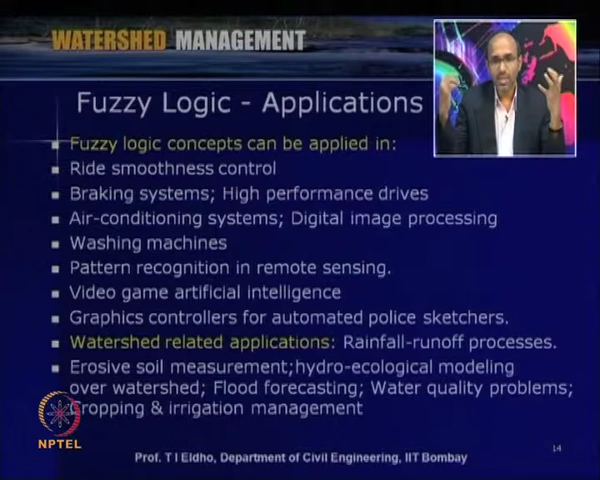 WATERSHED MANAGEMENT
Fuzzy Logic - Applications
Fuzzy logic concepts can be applied in:
Ride smoothness control
Braking systems; High performance drives
Air-conditioning systems; Digital image processing
Washing machines
Pattern recognition in remote sensing.
Video game artificial intelligence
Graphics controllers for automated police sketchers.
Watershed related applications: Rainfall-runoff processes.
Erosive soil measurement;hydro-ecological modeling
over watershed; Flood forecasting; Water quality problems;
Cropping & irrigation management
NPTEL
14
Prof. T I Eldho, Department of Civil Engineering, IIT Bombay